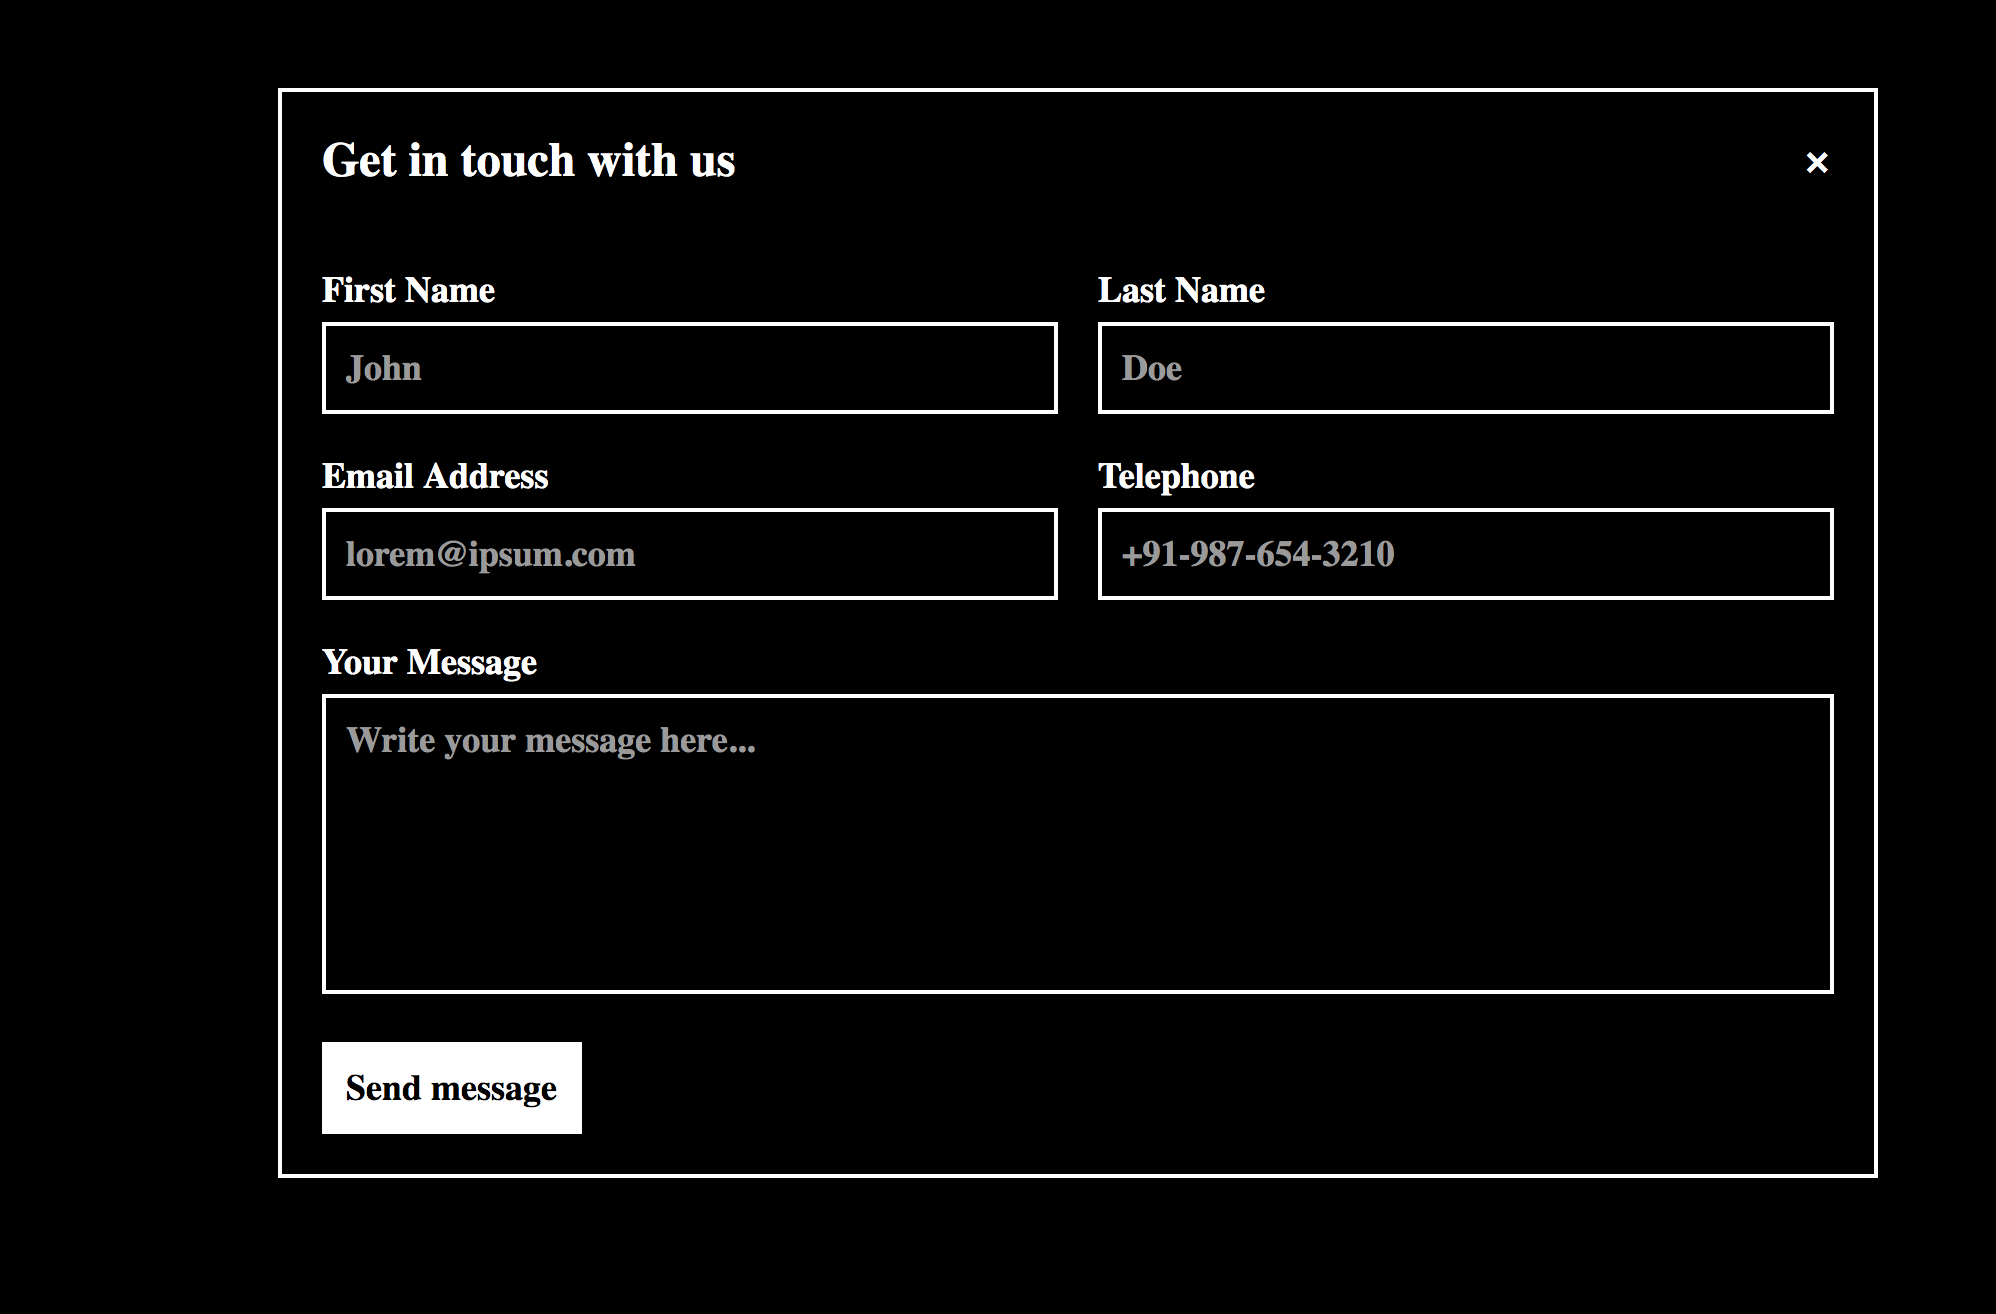 Get in touch with us ×
First Name
Last Name
John
Doe
Email Address
Telephone
lorem@ipsum.com
+91-987-654-3210
Your Message
Write your message here...
Send message